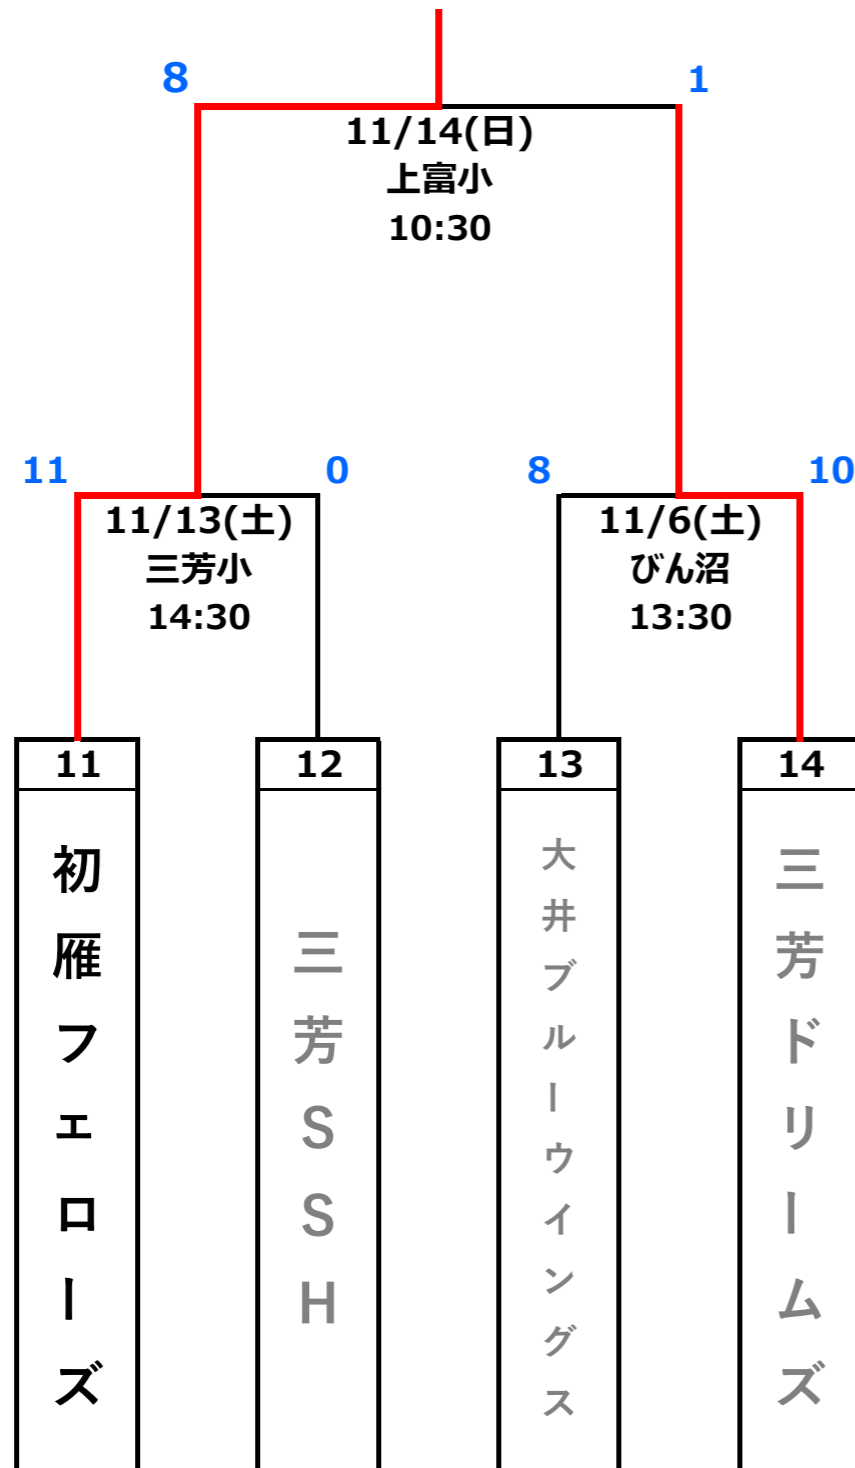 8
1
11/14(日)
上富小
10:30
11
0
8
10
11/13(土)
三芳小
14:30
11/6(土)
びん沼
13:30
11
12
13
14
初雁フェローズ
三芳SSH
大井ブルーウイングス
三芳ドリームズ